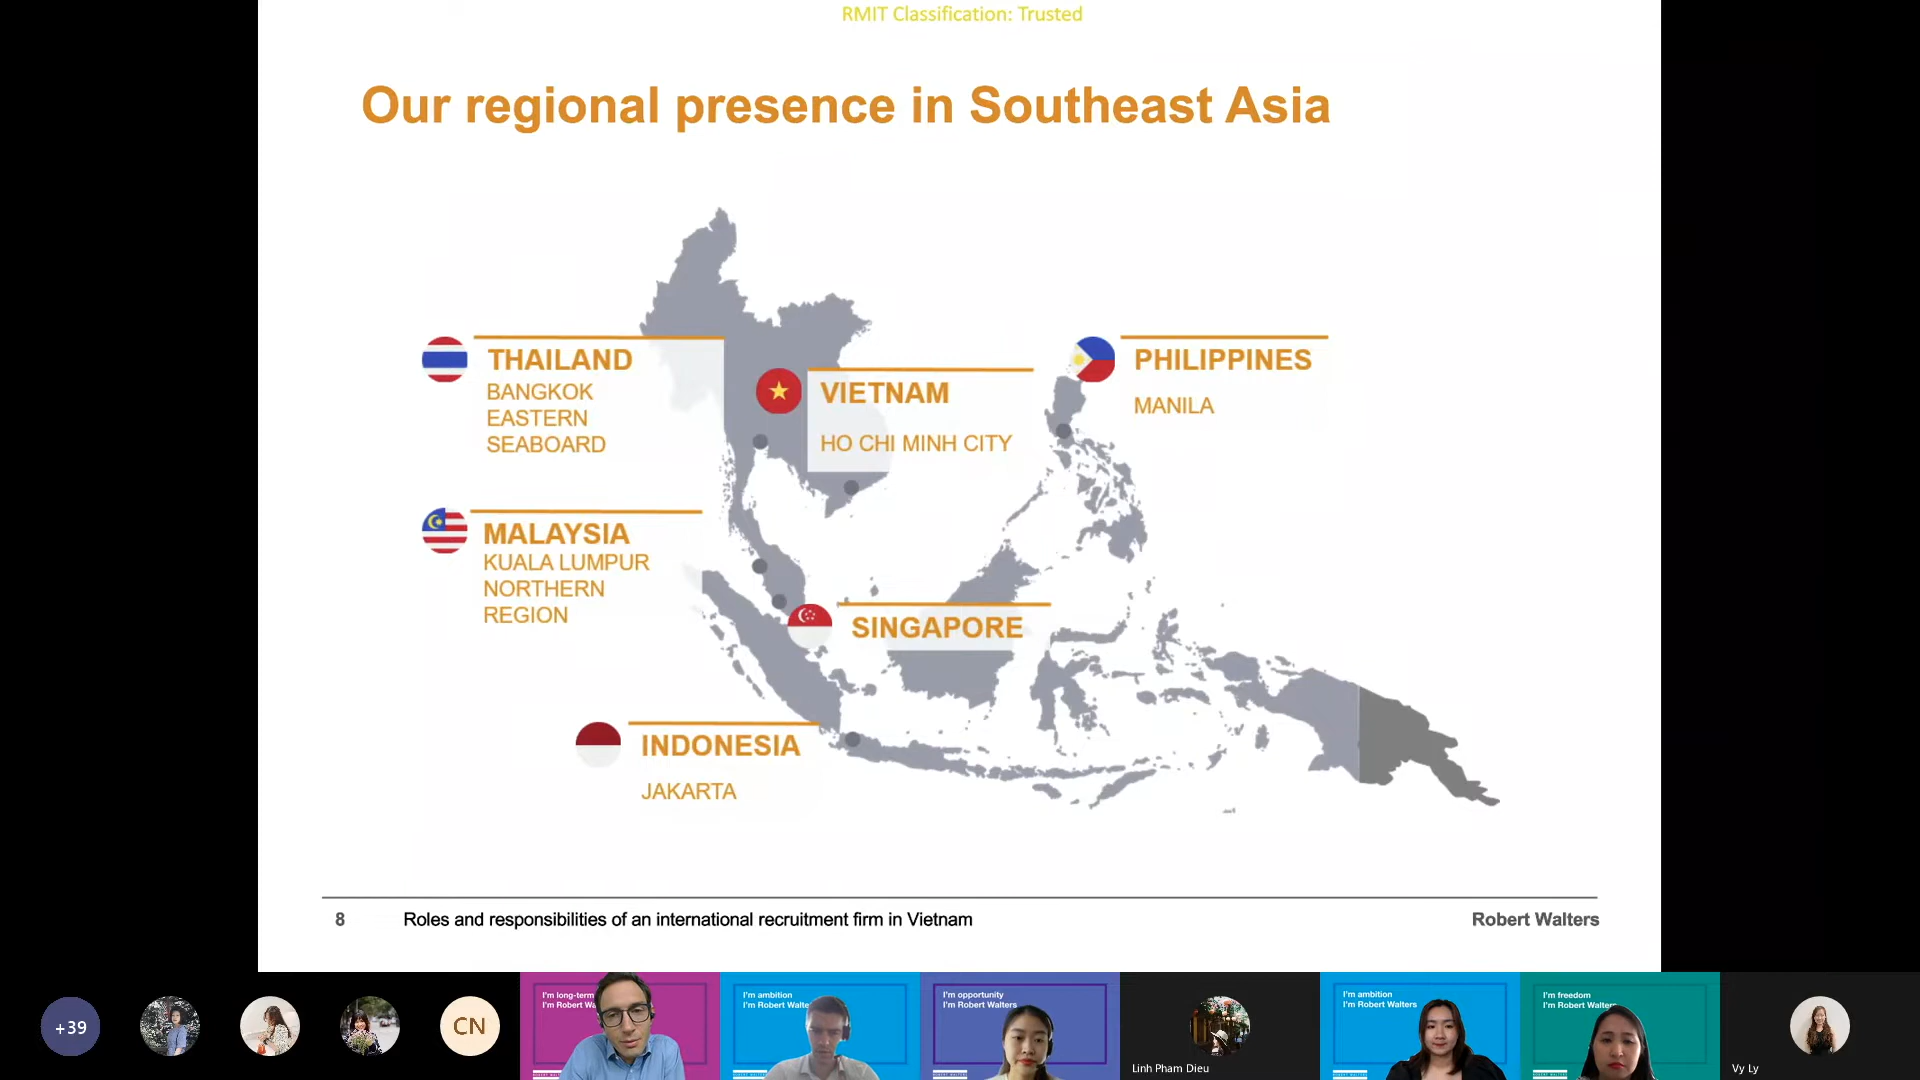 RMIT Classification: Trusted
Our regional presence in Southeast Asia
THAILAND
BANGKOK
EASTERN
SEABOARD
VIETNAM
HO CHI MINH CITY
PHILIPPINES
MANILA
MALAYSIA
KUALA LUMPUR
NORTHERN
REGION
SINGAPORE
INDONESIA
JAKARTA
8
Roles and responsibilities of an international recruitment firm in Vietnam
Robert Walters
+39
CN
I'm long-term
I'm Robert Wa
I'm ambition
I'm Robert Walte
I'm opportunity
I'm Robert Walters
Linh Pham Dieu
I'm ambition
I'm Robert Walters
I'm freedom
I'm Robert Walters
Vy Ly